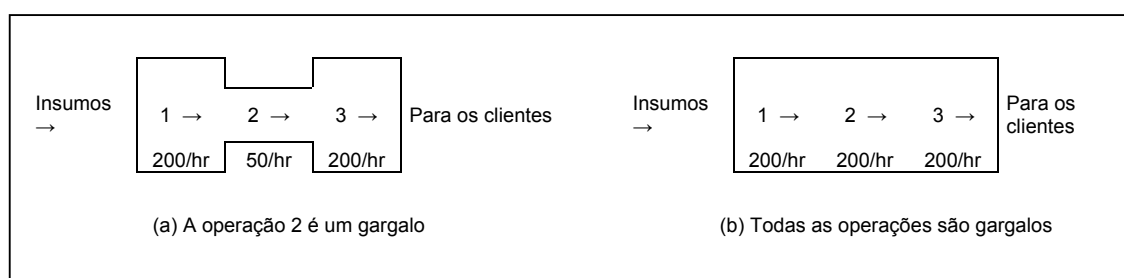 Insumos
→
1 →
2 →
3 →
Para os clientes
200/hr
50/hr
200/hr
(a) A operação 2 é um gargalo
Insumos
→
1 →
2 →
3 →
Para os
clientes
200/hr
200/hr
200/hr
(b) Todas as operações são gargalos